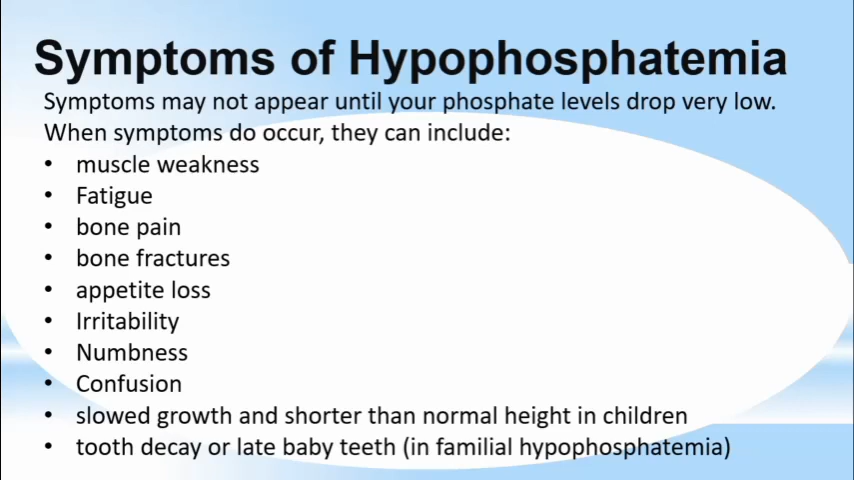 Symptoms of Hypophosphatemia
Symptoms may not appear until your phosphate levels drop very low.
When symptoms do occur, they can include:
• muscle weakness
• Fatigue
• bone pain
• bone fractures
• appetite loss
• Irritability
• Numbness
• Confusion
• slowed growth and shorter than normal height in children
• tooth decay or late baby teeth (in familial hypophosphatemia)